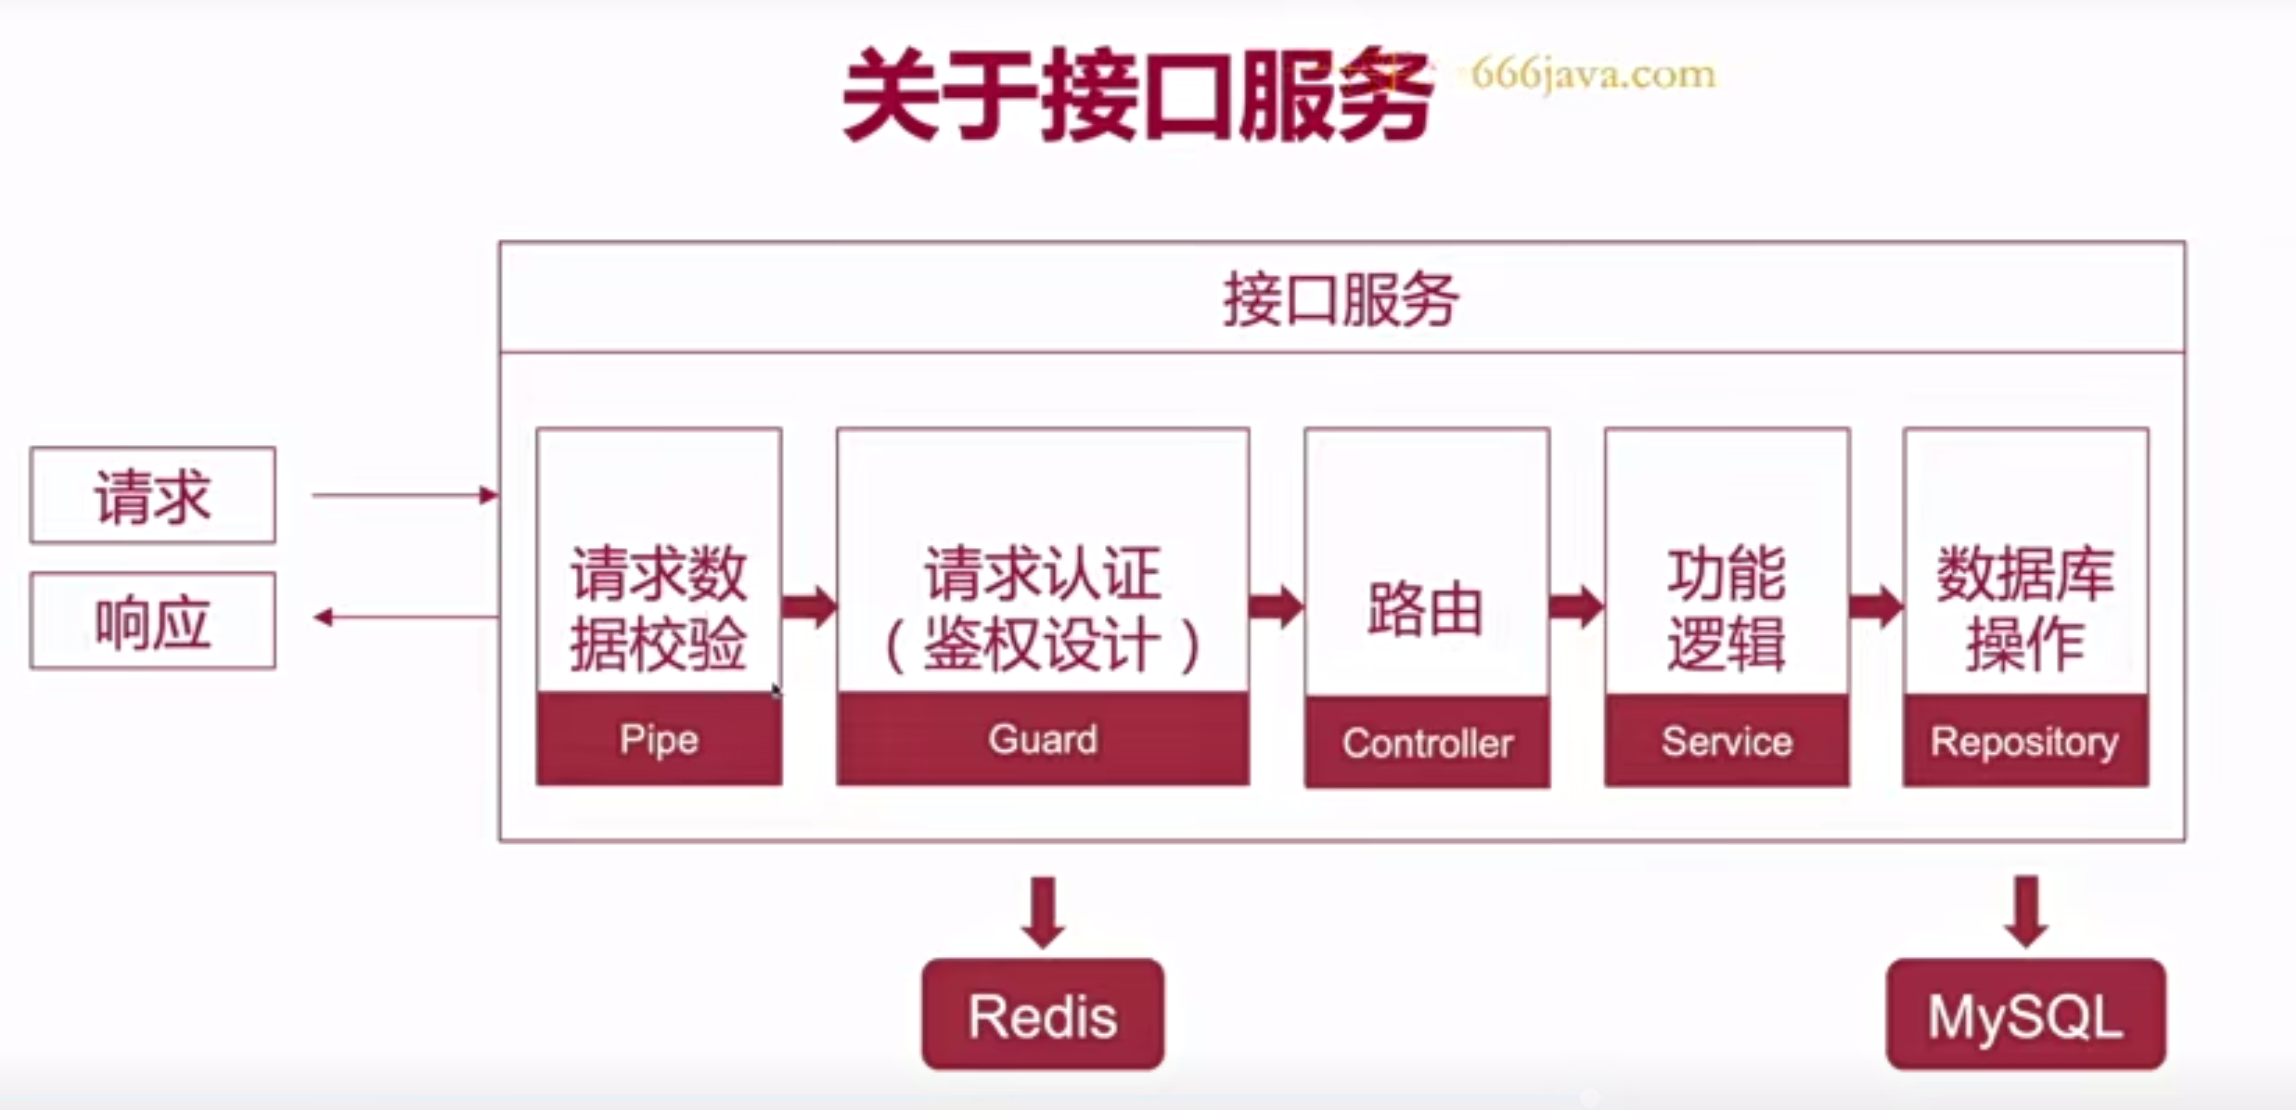 关于接口服务
666java.com
接口服务
请求
响应
请求数
据校验
Pipe
请求认证
（鉴权设计）
Guard
路由
Controller
功能
逻辑
Service
数据库
操作
Repository
Redis
MySQL